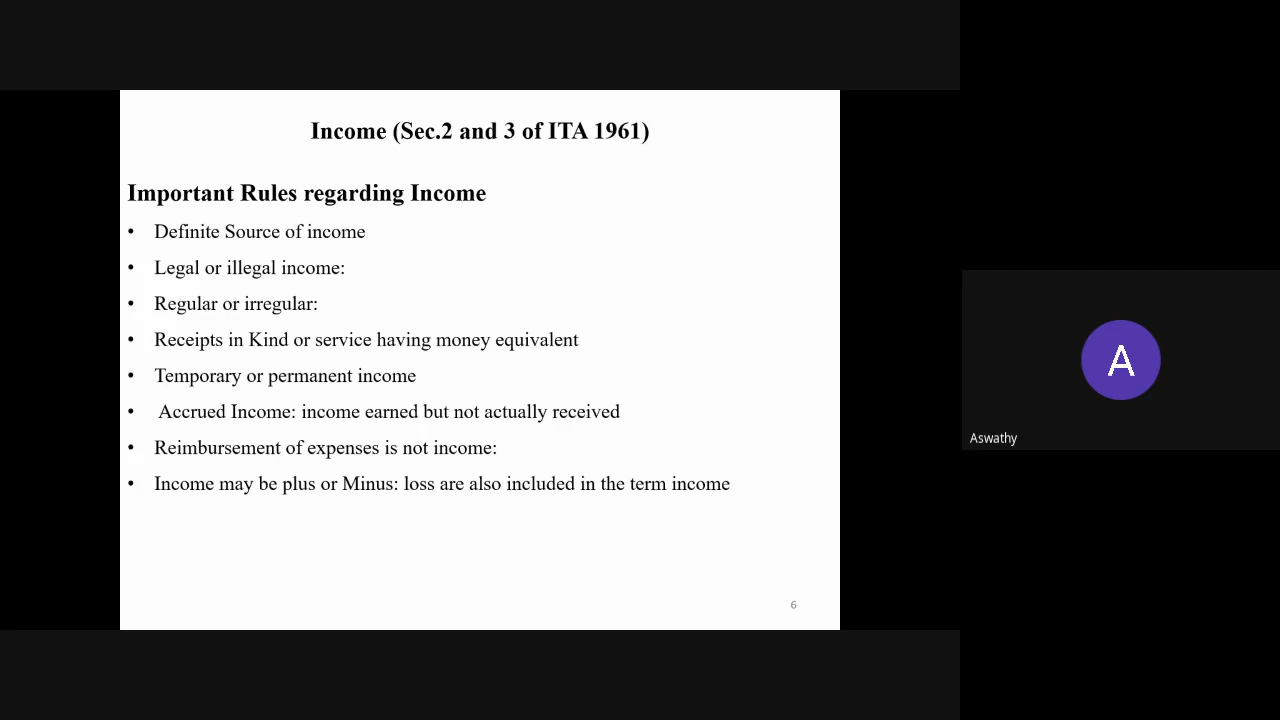 Income (Sec.2 and 3 of ITA 1961)
Important Rules regarding Income
• Definite Source of income
• Legal or illegal income:
• Regular or irregular:
• Receipts in Kind or service having money equivalent
• Temporary or permanent income
• Accrued Income: income earned but not actually received
• Reimbursement of expenses is not income:
• Income may be plus or Minus: loss are also included in the term income
6
A
Aswathy